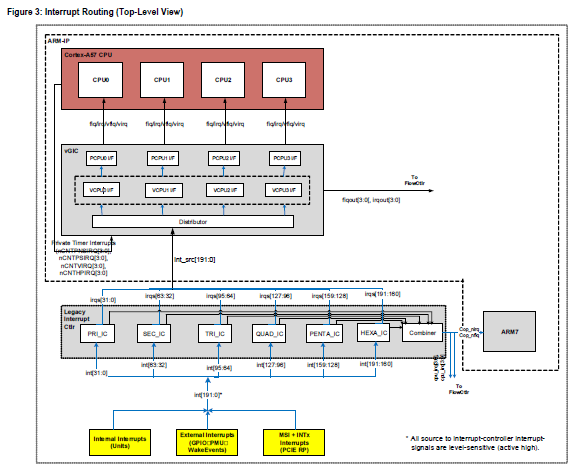 Figure 3: Interrupt Routing (Top-Level View)
ARM-IP
Cortex-A57 CPU
CPU0
CPU1
CPU2
CPU3
fiq/irq/vfiq/virq
fiq/irq/vfiq/virq
fiq/irq/vfiq/virq
fiq/irq/vfiq/virq
vGIC
PCPU0 I/F
PCPU1 I/F
PCPU2 I/F
PCPU3 I/F
VCPU0 I/F
VCPU1 I/F
VCPU2 I/F
VCPU3 I/F
Distributor
To
FlowCtlr
fiqout[3:0], irqout[3:0]
Private Timer Interrupts
(nCNTPNSIRQ[3:0],
nCNTPSIRQ[3:0],
nCNTVIRQ[3:0],
nCNTHPIRQ[3:0]
int_src[191:0]
irqs[31:0]
irqs[63:32]
irqs[95:64]
irqs[127:96]
irqs[159:128]
irqs[191:160]
Legacy
Interrupt
Ctlr
PRI_IC
SEC_IC
TRI_IC
QUAD_IC
PENTA_IC
HEXA_IC
Combiner
Cop_nirq
Cop_nfiq
ARM7
int[31:0]
int[63:32]
int[95:64]
int[127:96]
int[159:128]
int[191:160]
To
FlowCtlr
int[191:0]*
Internal Interrupts
(Units)
External Interrupts
(GPIO□PMU□
WakeEvents)
MSI + INTx
Interrupts
(PCIE RP)
* All source to interrupt-controller interrupt-
signals are level-sensitive (active high).